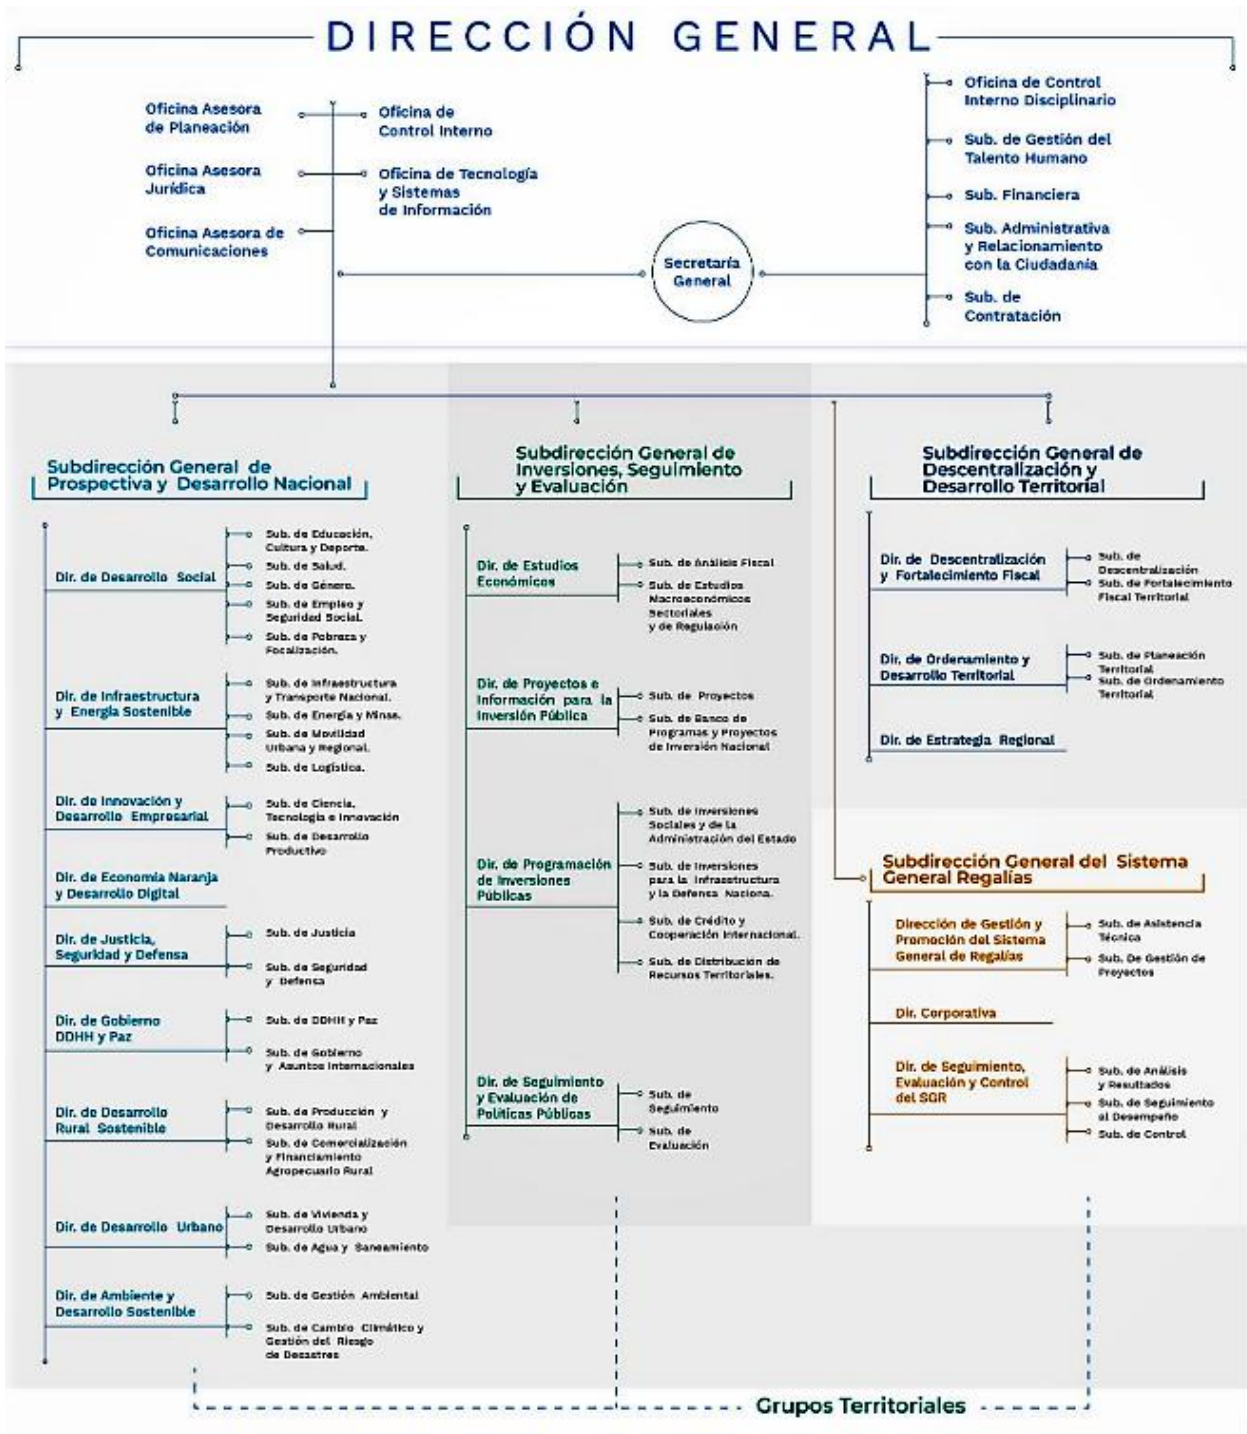 DIRECCIÓN GENERAL
Oficina Asesora
de Planeación
Oficina Asesora
Jurídica
Oficina Asesora de
Comunicaciones
Oficina de
Control Interno
Oficina de Tecnología
y Sistemas
de Información
Secretaría
General
Oficina de Control
Interno Disciplinario
Sub. de Gestión del
Talento Humano
Sub. Financiera
Sub. Administrativa
y Relacionamiento
con la Ciudadanía
Sub. de
Contratación
Subdirección General de
Prospectiva y Desarrollo Nacional
Dir. de Desarrollo Social
Sub. de Educación,
Cultura y Deporte.
Sub. de Salud.
Sub. de Género.
Sub. de Empleo y
Seguridad Social.
Sub. de Pobreza y
Focalización.
Dir. de Infraestructura
y Energía Sostenible
Sub. de Infraestructura
y Transporte Nacional.
Sub. de Energía y Minas.
Sub. de Movilidad
Urbana y Regional.
Sub. de Logística.
Dir. de Innovación y
Desarrollo Empresarial
Sub. de Ciencia,
Tecnología e Innovación
Sub. de Desarrollo
Productivo
Dir. de Economía Naranja
y Desarrollo Digital
Dir. de Justicia,
Seguridad y Defensa
Sub. de Justicia
Sub. de Seguridad
y Defensa
Dir. de Gobierno
DDHH y Paz
Sub. de DDHH y Paz
Sub. de Gobierno
y Asuntos Internacionales
Dir. de Desarrollo
Rural Sostenible
Sub. de Producción y
Desarrollo Rural
Sub. de Comercialización
y Financiamiento
Agropecuario Rural
Dir. de Desarrollo Urbano
Sub. de Vivienda y
Desarrollo Urbano
Sub. de Agua y Saneamiento
Dir. de Ambiente y
Desarrollo Sostenible
Sub. de Gestión Ambiental
Sub. de Cambio Climático y
Gestión del Riesgo
de Desastres
Subdirección General de
Inversiones, Seguimiento
y Evaluación
Dir. de Estudios
Económicos
Sub. de Análisis Fiscal
Sub. de Estudios
Macroeconómicos
Sectoriales
y de Regulación
Dir. de Proyectos e
Información para la
Inversión Pública
Sub. de Proyectos
Sub. de Banco de
Programas y Proyectos
de Inversión Nacional
Dir. de Programación
de Inversiones
Públicas
Sub. de Inversiones
Sociales y de la
Administración del Estado
Sub. de Inversiones
para la Infraestructura
y la Defensa Naciona.
Sub. de Crédito y
Cooperación Internacional.
Sub. de Distribución de
Recursos Territoriales.
Dir. de Seguimiento
y Evaluación de
Políticas Públicas
Sub. de
Seguimiento
Sub. de
Evaluación
Subdirección General de
Descentralización y
Desarrollo Territorial
Dir. de Descentralización
y Fortalecimiento Fiscal
Sub. de
Descentralización
Sub. de Fortalecimiento
Fiscal Territorial
Dir. de Ordenamiento y
Desarrollo Territorial
Sub. de Planeación
Territorial
Sub. de Ordenamiento
Territorial
Dir. de Estrategia Regional
Subdirección General del Sistema
General Regalías
Dirección de Gestión y
Promoción del Sistema
General de Regalías
Sub. de Asistencia
Técnica
Sub. De Gestión de
Proyectos
Dir. Corporativa
Dir. de Seguimiento,
Evaluación y Control
del SGR
Sub. de Análisis
y Resultados
Sub. de Seguimiento
al Desempeño
Sub. de Control
Grupos Territoriales